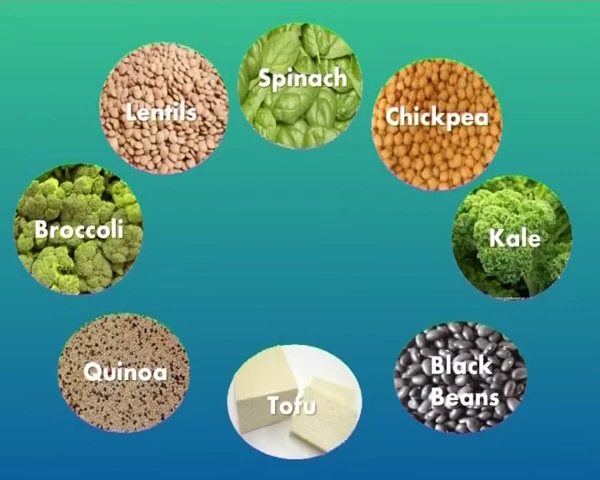 Spinach
Lentils
Chickpea
Broccoli
Kale
Quinoa
Black
Beans
Tofu